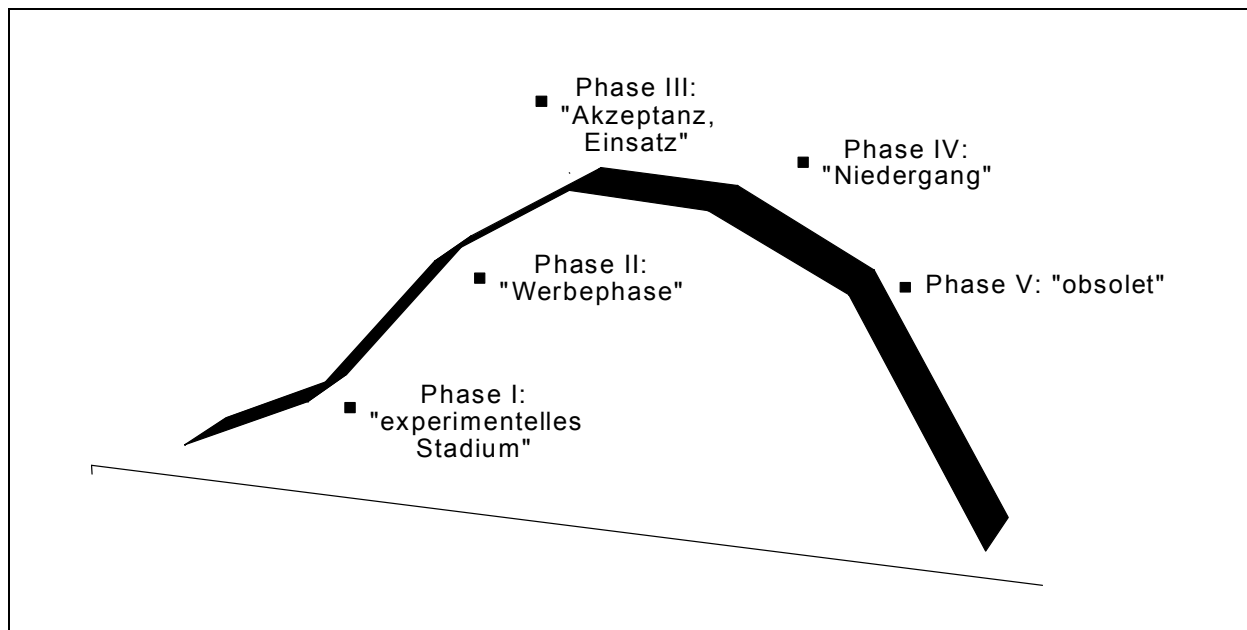 Phase III:
"Akzeptanz,
Einsatz"
Phase IV:
"Niedergang"
Phase II:
"Werbephase"
Phase V: "obsolet"
Phase I:
"experimentelles
Stadium"